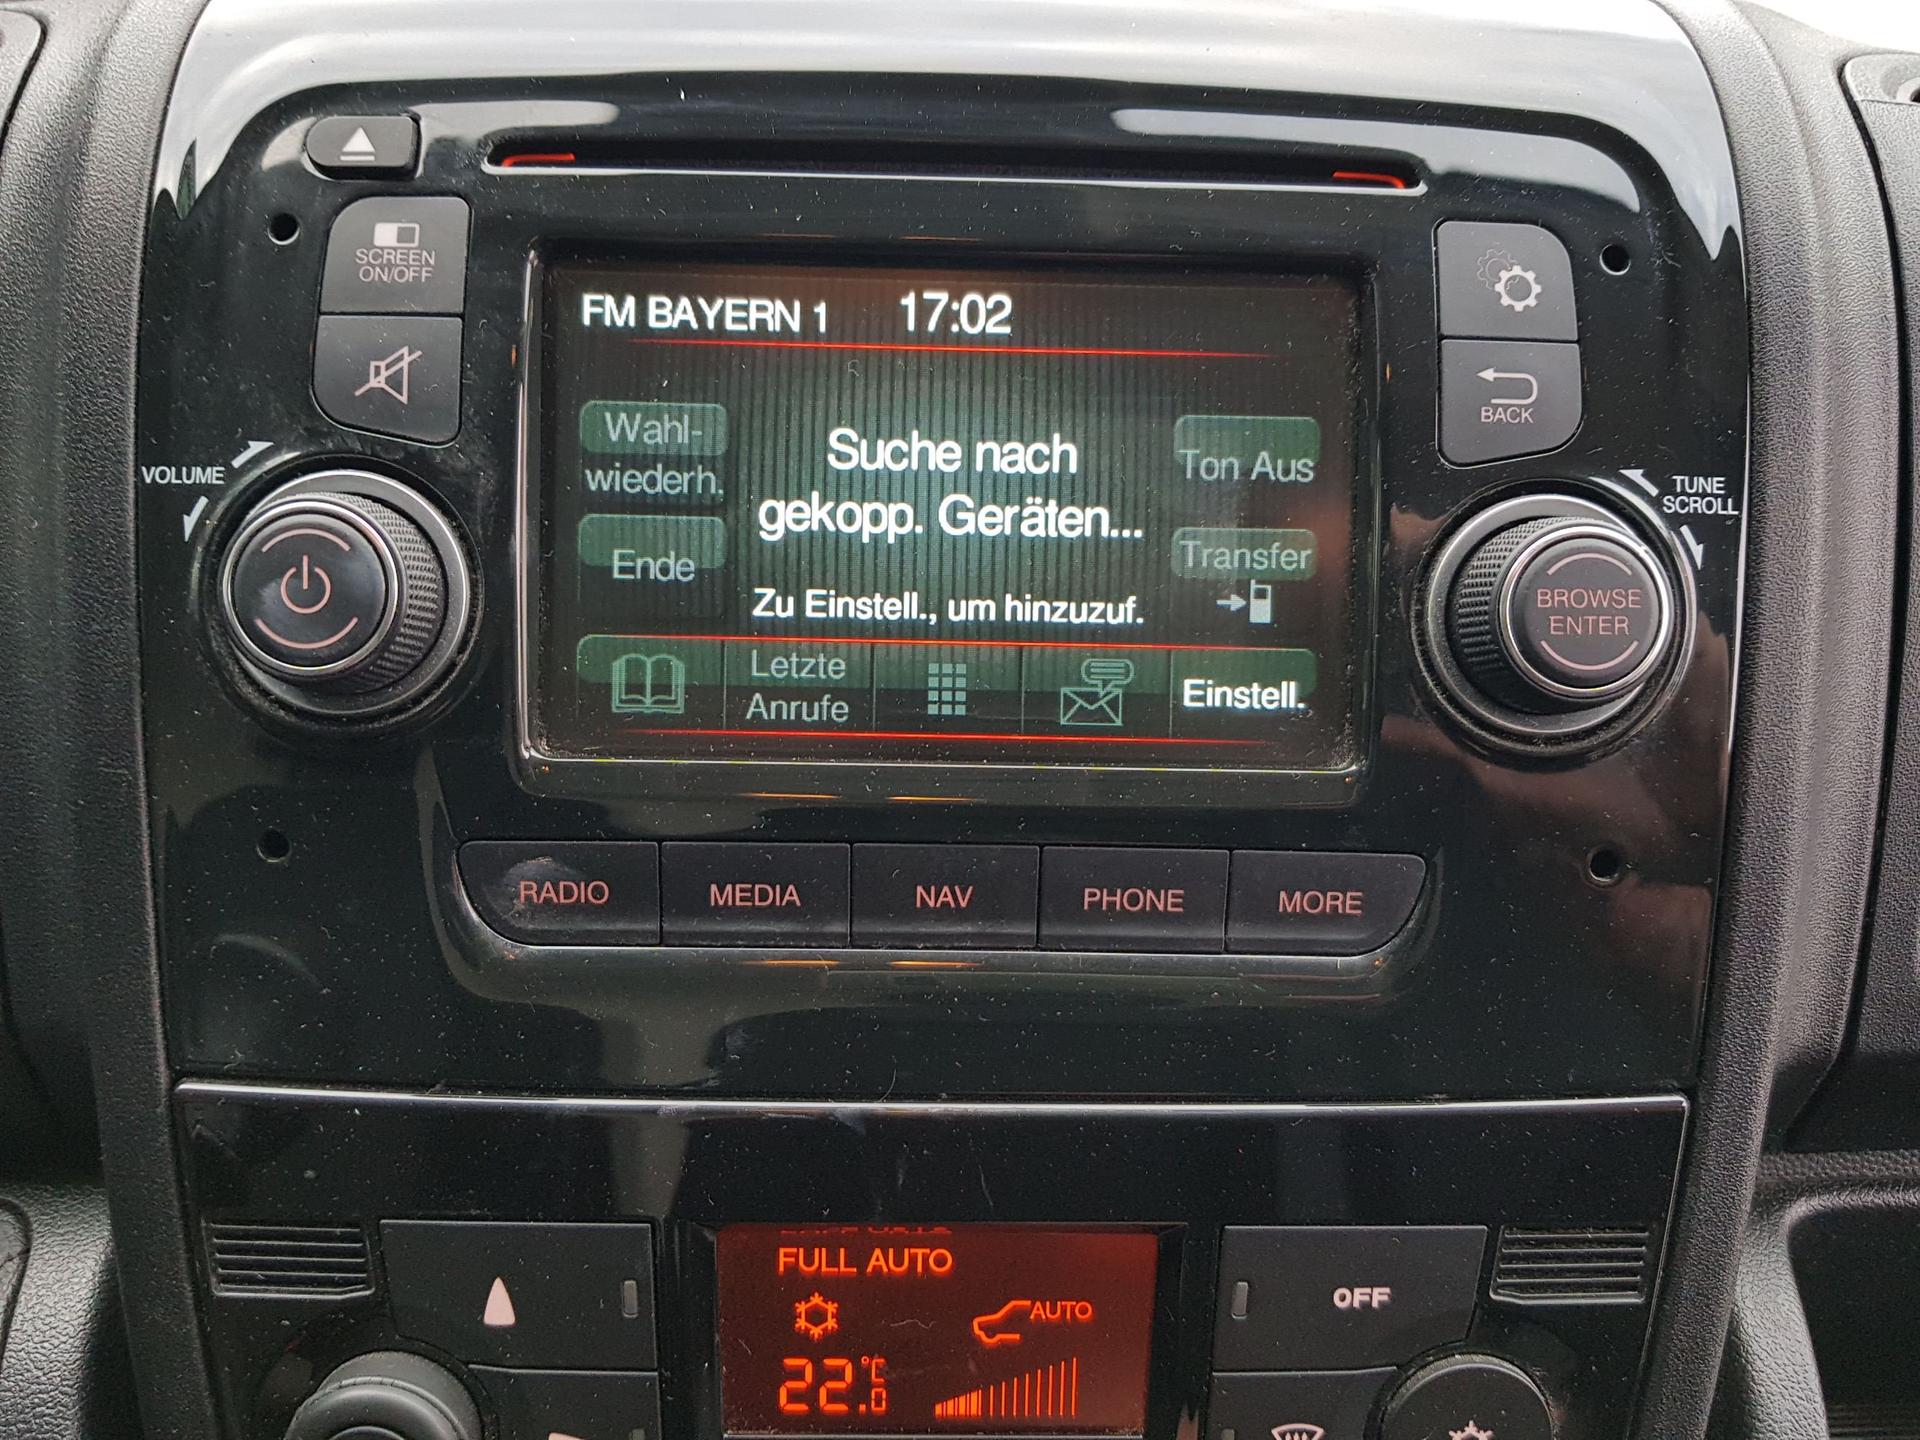 SCREEN
ON/OFF
VOLUME
FM BAYERN 1 17:02
Wahl-
wiederh.
Suche nach
gekopp. Geräten...
Ton Aus
Ende
Transfer
Zu Einstell., um hinzuzuf.
Letzte
Anrufe
Einstell.
BACK
TUNE
SCROLL
BROWSE
ENTER
RADIO MEDIA NAV PHONE MORE
FULL AUTO
AUTO
22.0 °C
OFF